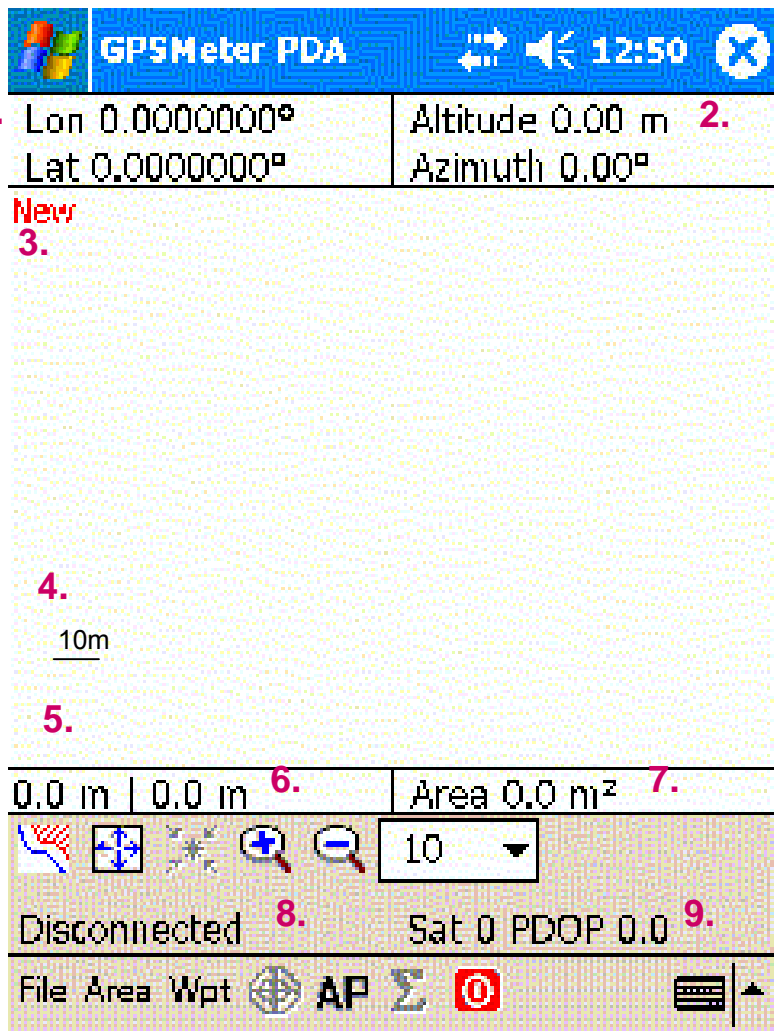 GPSMeter PDA 12:50
Lon 0.0000000° Altitude 0.00 m 2.
Lat 0.0000000° Azimuth 0.00°
New
3.
4.
10m
5.
0.0 m | 0.0 m 6. Area 0.0 m² 7.
10
Disconnected 8. Sat 0 PDOP 0.0 9.
File Area Wpt AP Σ 0